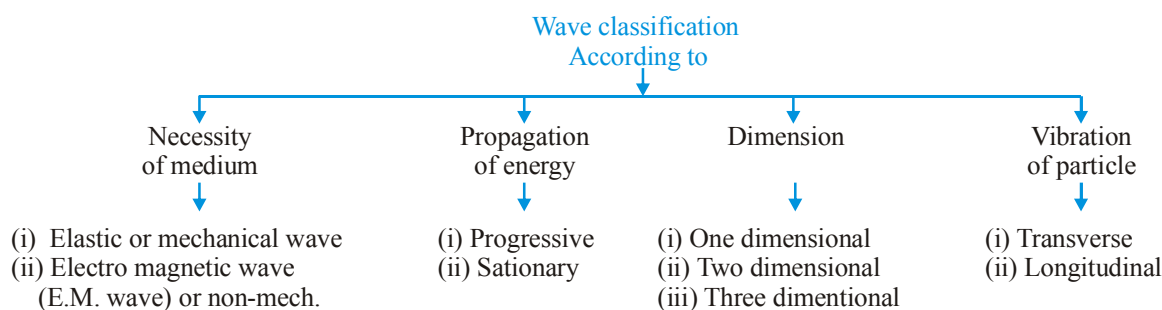 Wave classification
According to
Necessity
of medium
Propagation
of energy
Dimension
Vibration
of particle
(i) Elastic or mechanical wave
(ii) Electro magnetic wave
(E.M. wave) or non-mech.
(i) Progressive
(ii) Sationary
(i) One dimensional
(ii) Two dimensional
(iii) Three dimentional
(i) Transverse
(ii) Longitudinal